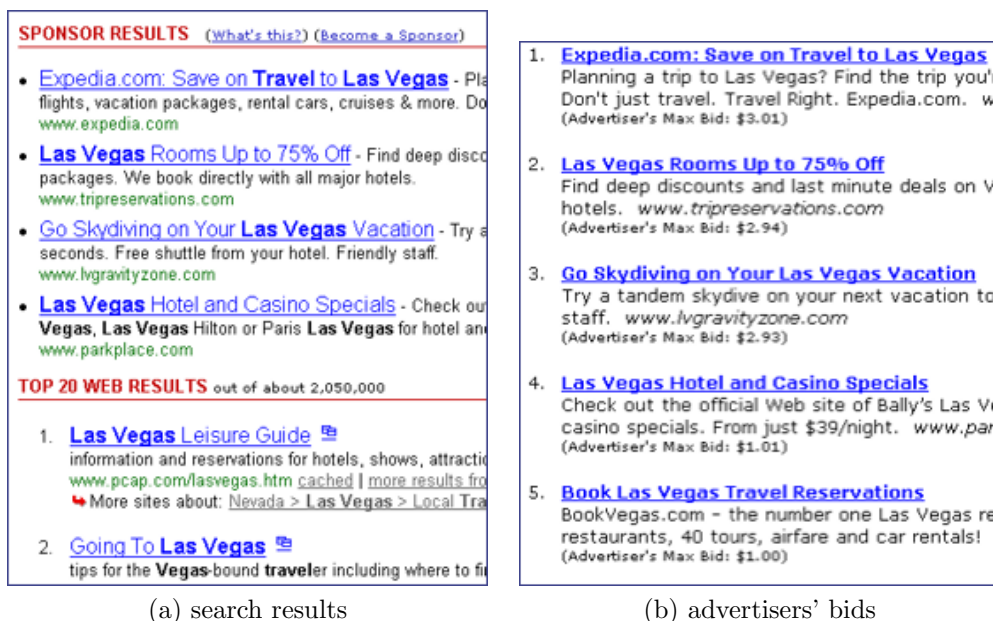 SPONSOR RESULTS (What's this?) (Become a Sponsor)
Expedia.com: Save on Travel to Las Vegas - Pla
flights, vacation packages, rental cars, cruises & more. Do
www.expedia.com
Las Vegas Rooms Up to 75% Off - Find deep disco
packages. We book directly with all major hotels.
www.tripreservations.com
Go Skydiving on Your Las Vegas Vacation - Try a
seconds. Free shuttle from your hotel. Friendly staff.
www.lvgravityzone.com
Las Vegas Hotel and Casino Specials - Check ou
Vegas, Las Vegas Hilton or Paris Las Vegas for hotel an
www.parkplace.com
TOP 20 WEB RESULTS out of about 2,050,000
1. Las Vegas Leisure Guide
information and reservations for hotels, shows, attractio
www.pcap.com/lasvegas.htm cached | more results fro
More sites about: Nevada > Las Vegas > Local Tra
2. Going To Las Vegas
tips for the Vegas-bound traveler including where to fi
(a) search results
1. Expedia.com: Save on Travel to Las Vegas
Planning a trip to Las Vegas? Find the trip you'
Don't just travel. Travel Right. Expedia.com. w
(Advertiser's Max Bid: $3.01)
2. Las Vegas Rooms Up to 75% Off
Find deep discounts and last minute deals on V
hotels. www.tripreservations.com
(Advertiser's Max Bid: $2.94)
3. Go Skydiving on Your Las Vegas Vacation
Try a tandem skydive on your next vacation to
staff. www.lvgravityzone.com
(Advertiser's Max Bid: $2.93)
4. Las Vegas Hotel and Casino Specials
Check out the official Web site of Bally's Las V
casino specials. From just $39/night. www.par
(Advertiser's Max Bid: $1.01)
5. Book Las Vegas Travel Reservations
BookVegas.com - the number one Las Vegas re
restaurants, 40 tours, airfare and car rentals!
(Advertiser's Max Bid: $1.00)
(b) advertisers' bids